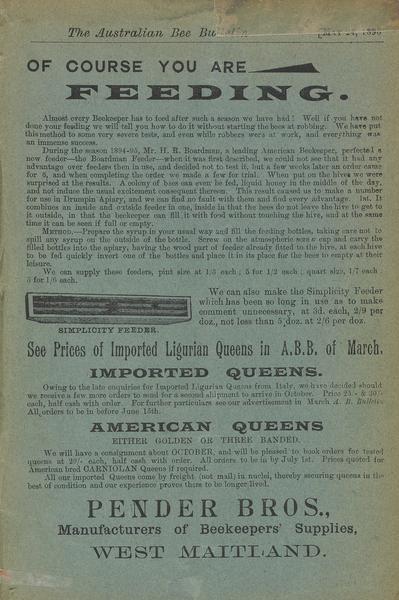 The Australian Bee Bulletin [MAY 24, 1896
OF COURSE YOU ARE
FEEDING.
Almost every Beekeeper has to feed after such a season we have had! Well if you have not
done your feeding we will tell you how to do it without starting the bees at robbing. We have put
this method to some very severe tests, and even while robbers were at work, and everything was
an immense success.
During the season 1894-95, Mr. H. R. Boardman, a leading American Beekeeper, perfected a
new feeder—the Boardman Feeder—when it was first described, we could not see that it had any
advantage over feeders then in use, and decided not to test it, but a few weeks later an order came
for 6, and when completing the order we made a few for trial. When put on the hives we were
surprised at the results. A colony of bees can ever be fed, liquid honey in the middle of the day,
and not induce the usual excitement consequent thereon. This result caused us to make a number
for use in Drumpin Apiary, and we can find no fault with them and find every advantage. 1st. It
combines an inside and outside feeder in one, inside in that the bees do not leave the hive to get to
it outside, in that the beekeeper can fill it with food without touching the hive, and at the same
time it can be seen if full or empty.
METHOD.—Prepare the syrup in your usual way and fill the feeding bottles, taking care not to
spill any syrup on the outside of the bottle. Screw on the atmospheric screw cap and carry the
filled bottles into the apiary, having the wood part of feeder already fitted to the hive, at each hive
to be fed quickly invert one of the bottles and place it in its place for the bees to empty at their
leisure.
We can supply these feeders, pint size at 1/3 each; 5 for 1/2 each; quart size, 1/7 each
5 for 1/6 each.
We can also make the Simplicity Feeder
which has been so long in use as to make
comment unnecessary, at 3d. each, 2/9 per
doz., not less than 5 doz. at 2/6 per doz.
SIMPLICITY FEEDER.
See Prices of Imported Ligurian Queens in A.B.B. of March.
IMPORTED QUEENS.
Owing to the late enquiries for Imported Ligurian Queens from Italy, we have decided should
we receive a few more orders to send for a second shipment to arrive in October. Price 25/- & 30/-
each, half cash with order. For further particulars see our advertisement in March A. B. Bulletin
All orders to be in before June 15th.
AMERICAN QUEENS
EITHER GOLDEN OR THREE BANDED.
We will have a consignment about OCTOBER, and will be pleased to book orders for tested
queens at 20/- each, half cash with order. All orders to be in by July 1st. Prices quoted for
American bred CARNIOLAN Queens if required.
All our imported Queens come by freight (not mail) in nuclei, thereby securing queens in the
best of condition and our experience proves these to be longer lived.
PENDER BROS.,
Manufacturers of Beekeepers' Supplies,
WEST MAITLAND.